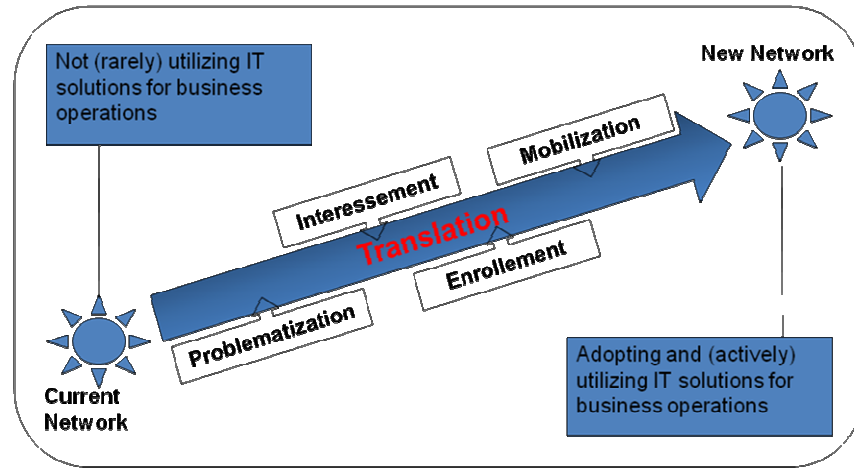 Not (rarely) utilizing IT
solutions for business
operations
New Network
Mobilization
Interessement
Translation
Enrollement
Problematization
Current
Network
Adopting and (actively)
utilizing IT solutions for
business operations